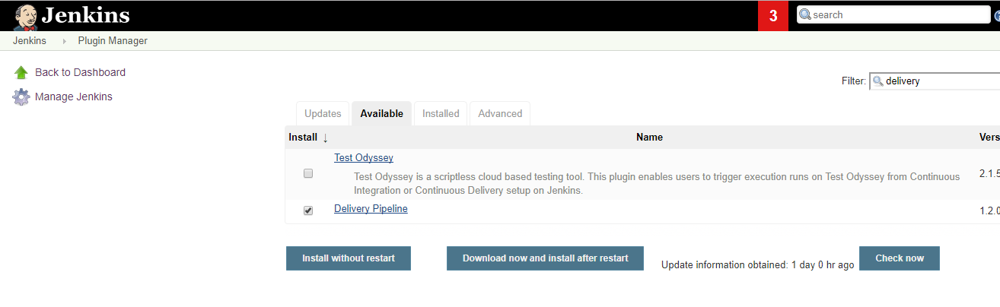 Jenkins
3
search
Jenkins Plugin Manager
Back to Dashboard
Manage Jenkins
Filter: delivery
Updates Available Installed Advanced
Install ↓ Name Vers
Test Odyssey
Test Odyssey is a scriptless cloud based testing tool. This plugin enables users to trigger execution runs on Test Odyssey from Continuous
Integration or Continuous Delivery setup on Jenkins.
2.1.5
Delivery Pipeline 1.2.0
Install without restart Download now and install after restart Update information obtained: 1 day 0 hr ago Check now